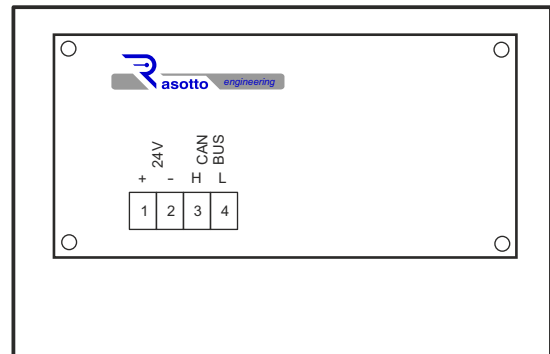 Rasotto engineering
24V
CAN
BUS
+ - H L
1 2 3 4